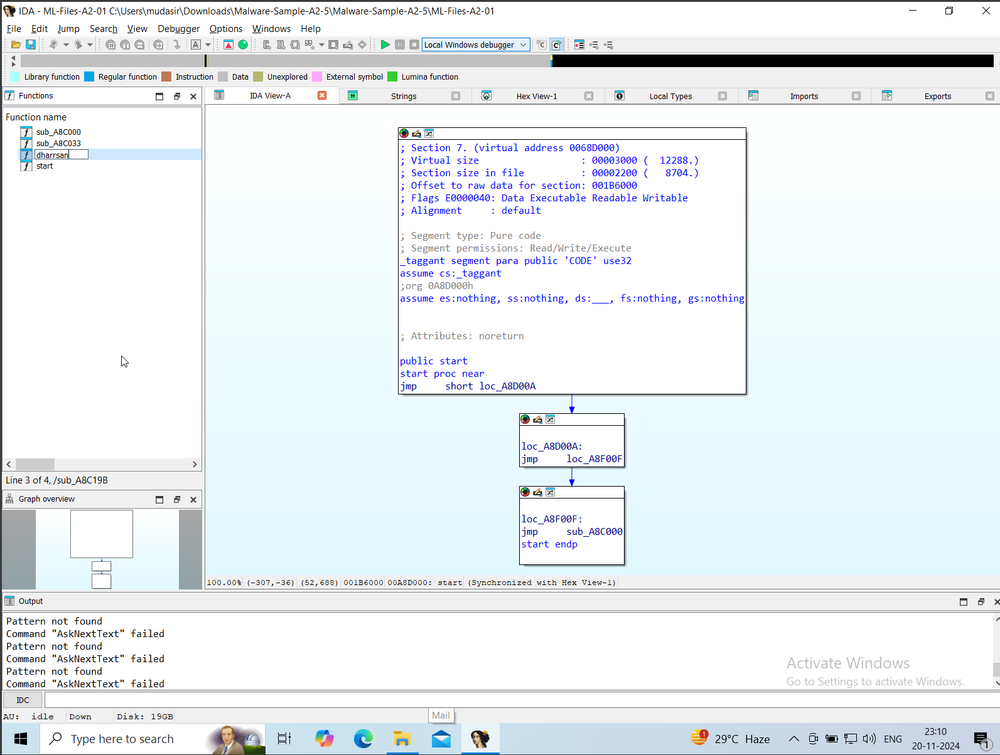 IDA - ML-Files-A2-01 C:\Users\mudasir\Downloads\Malware-Sample-A2-5\Malware-Sample-A2-5\ML-Files-A2-01
File Edit Jump Search View Debugger Options Windows Help
Local Windows debugger
Library function Regular function Instruction Data Unexplored External symbol Lumina function
Functions
IDA View-A Strings Hex View-1 Local Types Imports Exports
Function name
sub_A8C000
sub_A8C033
dharrsan
start
Line 3 of 4, /sub_A8C19B
Graph overview
; Section 7. (virtual address 0068D000)
; Virtual size : 00003000 ( 12288.)
; Section size in file : 00002200 ( 8704.)
; Offset to raw data for section: 001B6000
; Flags E0000040: Data Executable Readable Writable
; Alignment : default
; Segment type: Pure code
; Segment permissions: Read/Write/Execute
_taggant segment para public 'CODE' use32
assume cs:_taggant
;org 0A8D000h
assume es:nothing, ss:nothing, ds:___, fs:nothing, gs:nothing
; Attributes: noreturn
public start
start proc near
jmp short loc_A8D00A
loc_A8D00A:
jmp loc_A8F00F
loc_A8F00F:
jmp sub_A8C000
start endp
100.00% (-307,-36) (52,688) 001B6000 00A8D000: start (Synchronized with Hex View-1)
Output
Pattern not found
Command "AskNextText" failed
Pattern not found
Command "AskNextText" failed
Pattern not found
Command "AskNextText" failed
Activate Windows
Go to Settings to activate Windows.
IDC
AU: idle Down Disk: 19GB
Mail
Type here to search
1
29°C Haze
ENG
23:10
20-11-2024
1